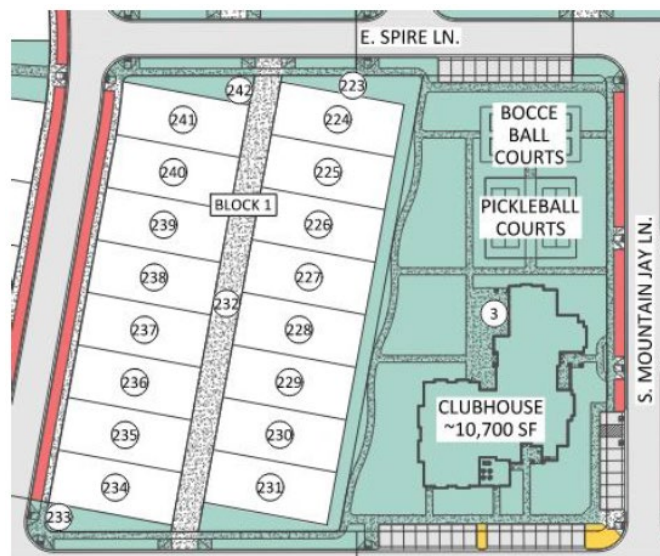 E. SPIRE LN.
242
223
241
224
BOCCE
BALL
COURTS
240
225
BLOCK 1
239
226
PICKLEBALL
COURTS
238
227
232
3
237
228
236
229
CLUBHOUSE
~10,700 SF
235
230
234
231
233
S. MOUNTAIN JAY LN.